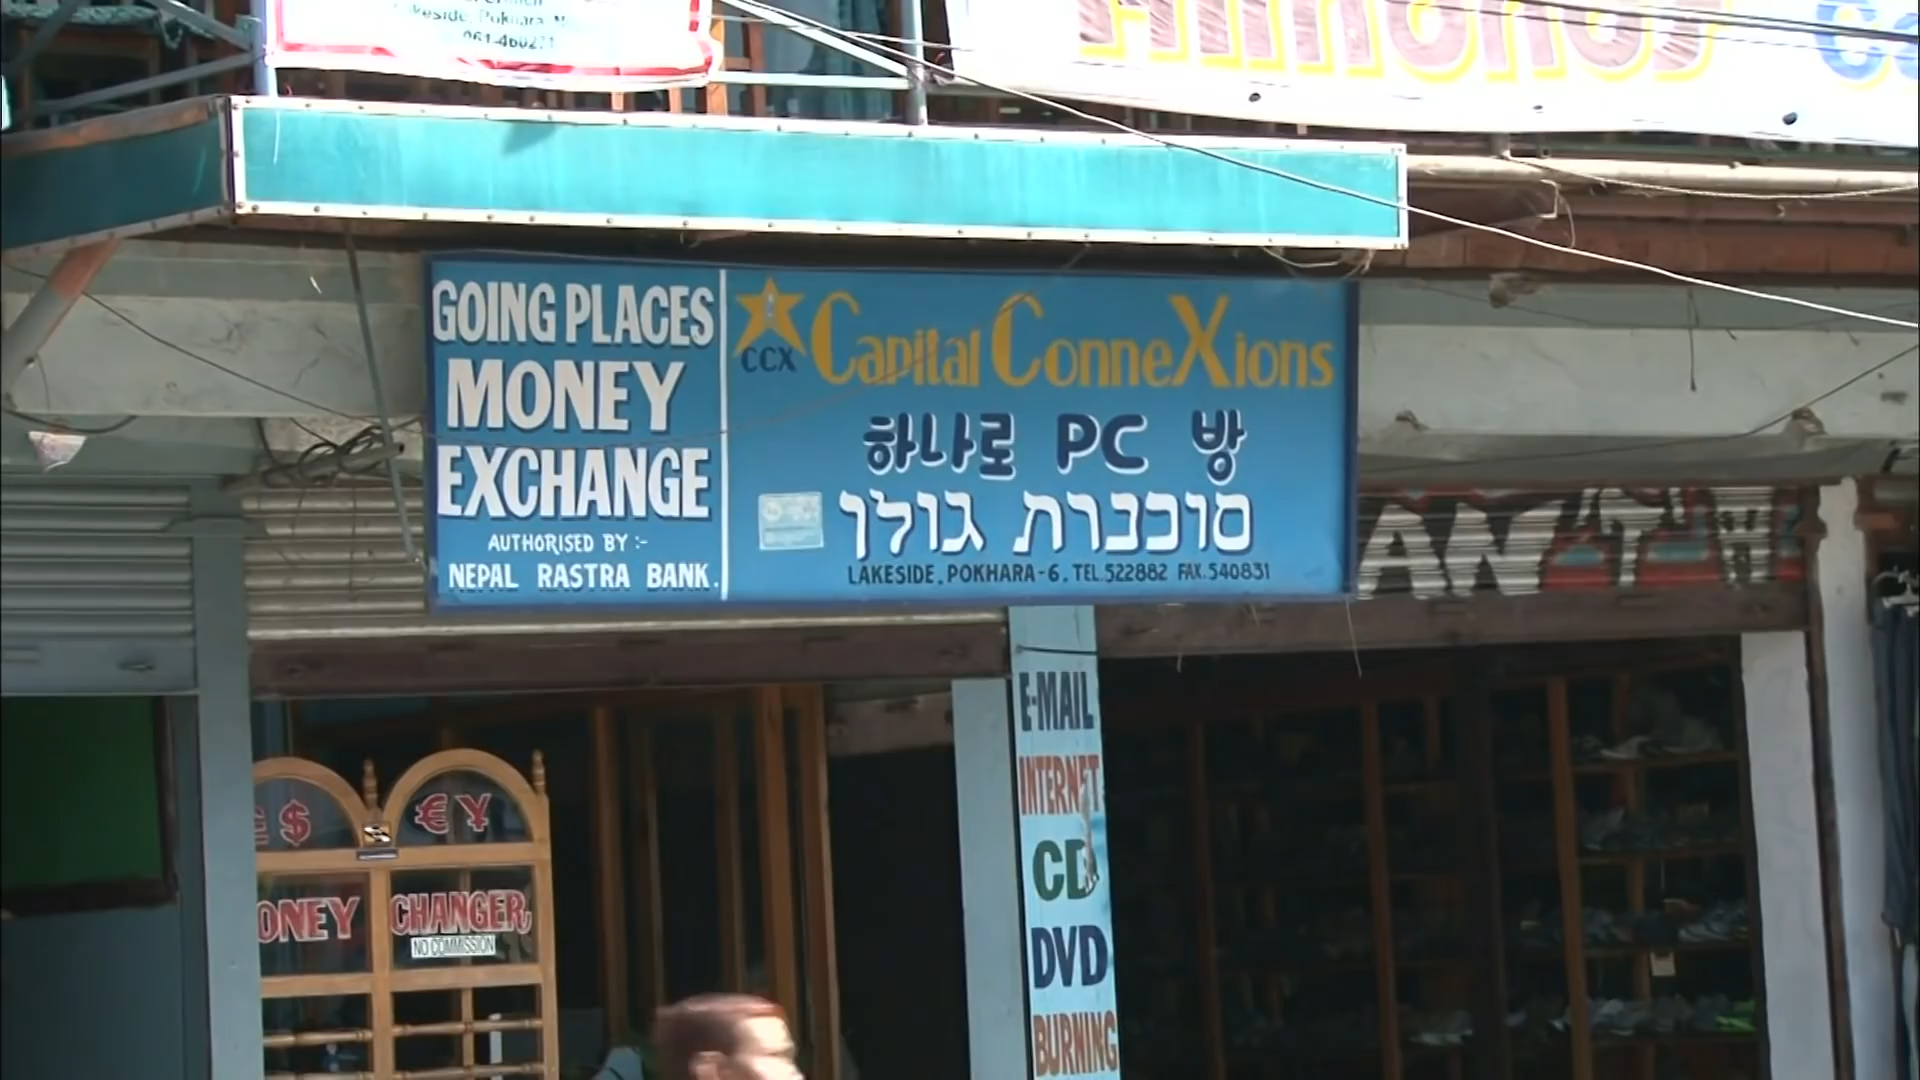 Lakeside, Pokhara
061-460271
GOING PLACES
MONEY
EXCHANGE
AUTHORISED BY :-
NEPAL RASTRA BANK.
CCX
Capital ConneXions
하나로 PC 방
סוכנות גולן
LAKESIDE, POKHARA-6, TEL.522882 FAX.540831
E-MAIL
INTERNET
CD
DVD
BURNING
$
€ ¥
CHANGER
NO COMMISSION